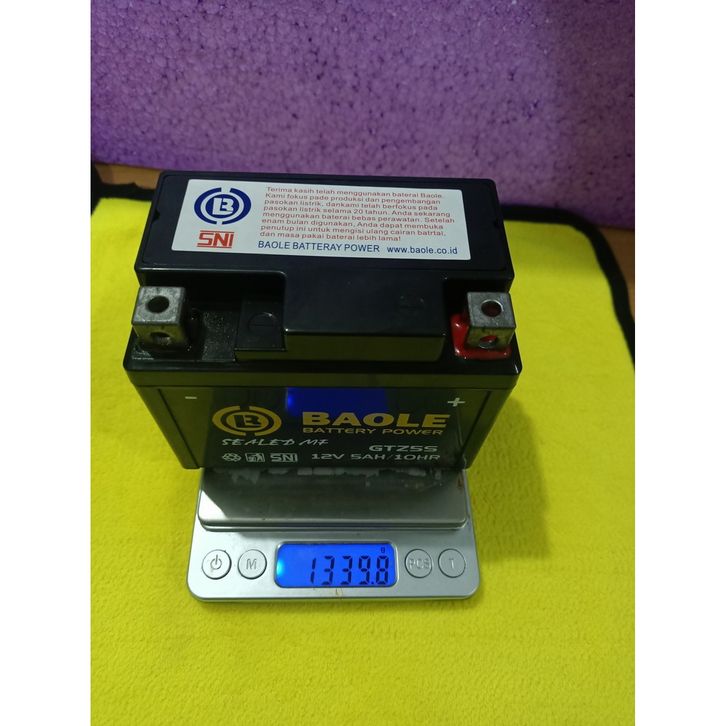 Terima kasih telah menggunakan baterai Baole.
Kami fokus pade produksi dan pengembangan
pasokan listrik, dankami telah berfokus pada
pasokan listrik selama 20 tahun. Anda sekarang
menggunakan baterai bebas perawatan. Setelah
enam bulan digunakan, Anda dapat membuka
penutup ini untuk mengisi ulang cairan batrtai,
dan masa pakai baterai lebih lama!
B
SNI
BAOLE BATTERAY POWER www.baole.co.id
- +
B BAOLE
BATTERY POWER
SEALED MF
GTZ5S
SNI 12V 5AH/10HR
M 1339.8 g PCS T